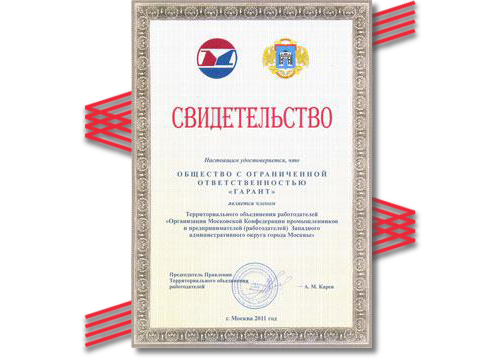 СВИДЕТЕЛЬСТВО
Настоящим удостоверяется, что
ОБЩЕСТВО С ОГРАНИЧЕННОЙ
ОТВЕТСТВЕННОСТЬЮ
«ГАРАНТ»
является членом
Территориального объединения работодателей
«Организация Московской Конфедерации промышленников
и предпринимателей (работодателей) Западного
административного округа города Москвы»
Председатель Правления
Территориального объединения
работодателей
А. М. Карев
г. Москва 2011 год